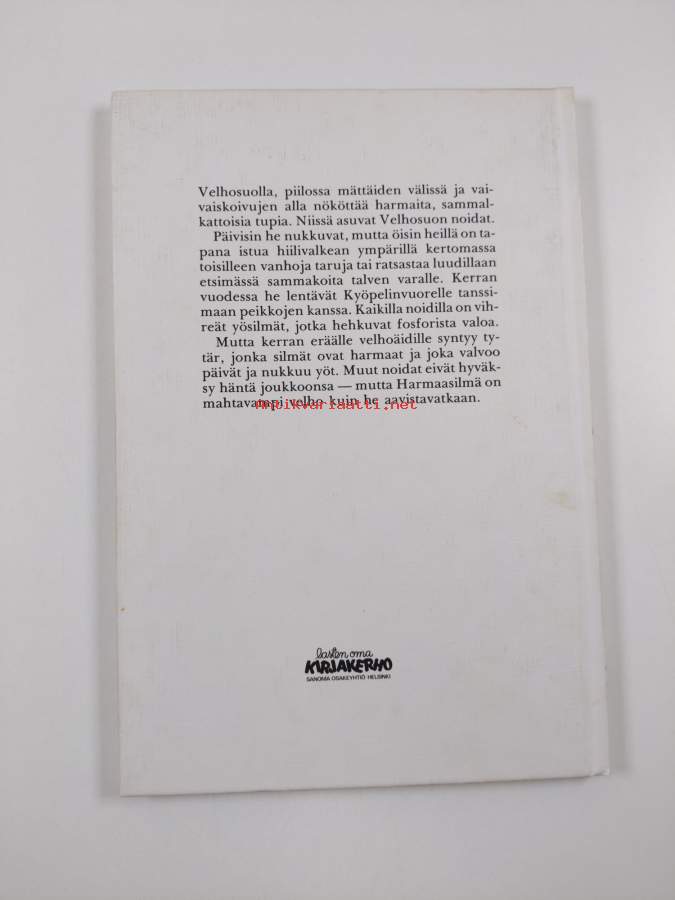 Velhosuolla, piilossa mättäiden välissä ja vai-
vaiskoivujen alla nököttää harmaita, sammal-
kattoisia tupia. Niissä asuvat Velhosuon noidat.
Päivisin he nukkuvat, mutta öisin heillä on ta-
pana istua hiilivalkean ympärillä kertomassa
toisilleen vanhoja taruja tai ratsastaa luudillaan
etsimässä sammakoita talven varalle. Kerran
vuodessa he lentävät Kyöpelinvuorelle tanssi-
maan peikkojen kanssa. Kaikilla noidilla on vih-
reät yösilmät, jotka hehkuvat fosforista valoa.
Mutta kerran eräälle velhoäidille syntyy ty-
tär, jonka silmät ovat harmaat ja joka valvoo
päivät ja nukkuu yöt. Muut noidat eivät hyväk-
sy häntä joukkoonsa — mutta Harmaasilmä on
mahtavampi velho kuin he aavistavatkaan.
Antikvariaatti.net
lasten oma
KIRJAKERHO
SANOMA OSAKEYHTIÖ HELSINKI